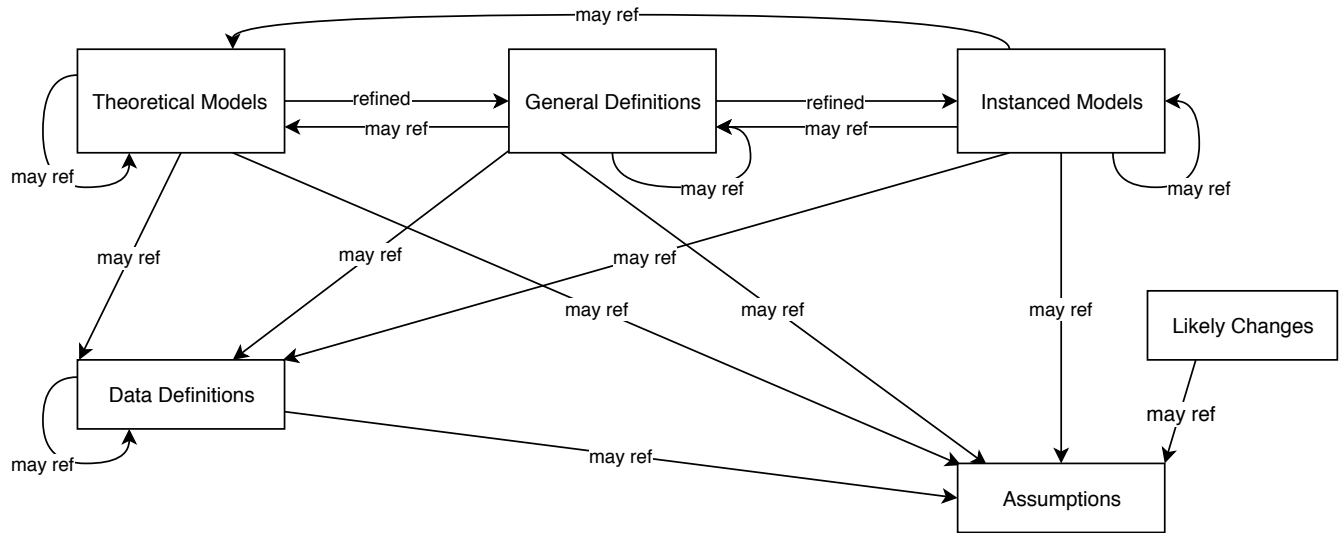 may ref
Theoretical Models
refined
General Definitions
refined
Instanced Models
may ref
may ref
may ref
may ref
may ref
may ref
may ref
may ref
may ref
may ref
may ref
Likely Changes
Data Definitions
may ref
may ref
may ref
Assumptions